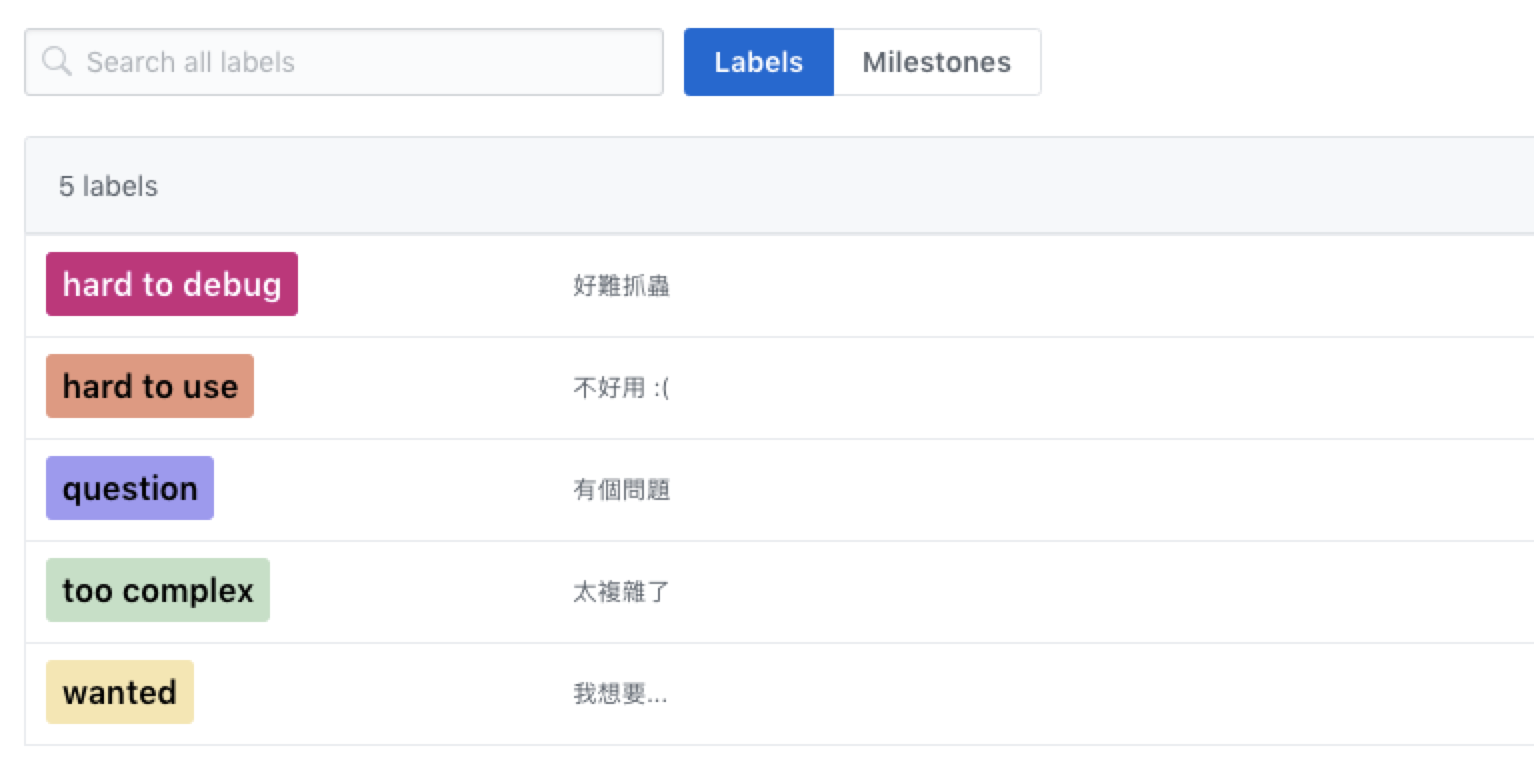 Search all labels Labels Milestones
5 labels
hard to debug 好難抓蟲
hard to use 不好用 :(
question 有個問題
too complex 太複雜了
wanted 我想要...